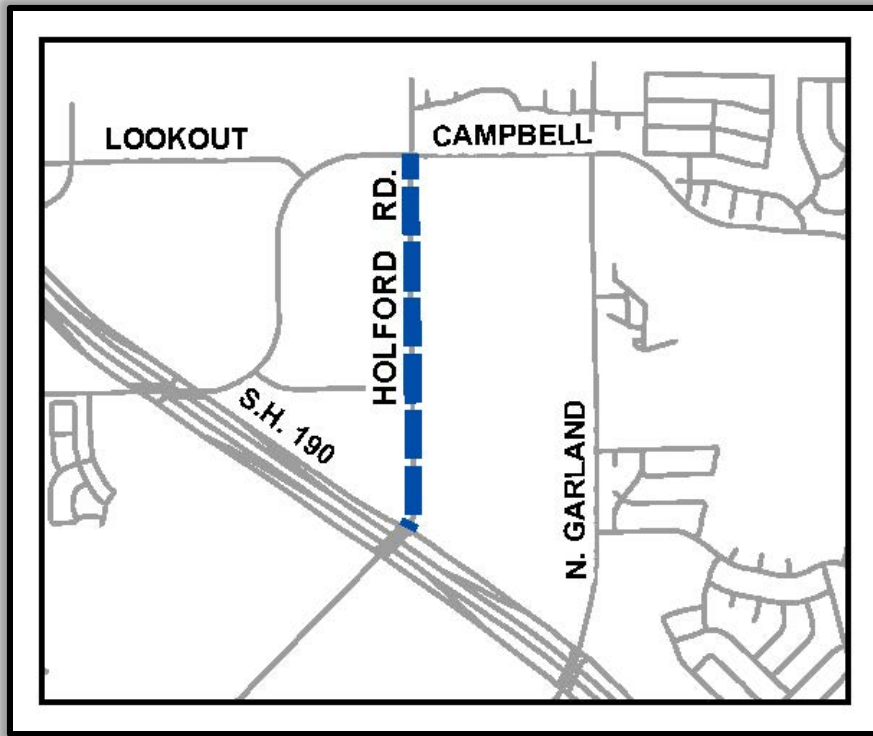 LOOKOUT
CAMPBELL
HOLFORD RD.
S.H. 190
N. GARLAND